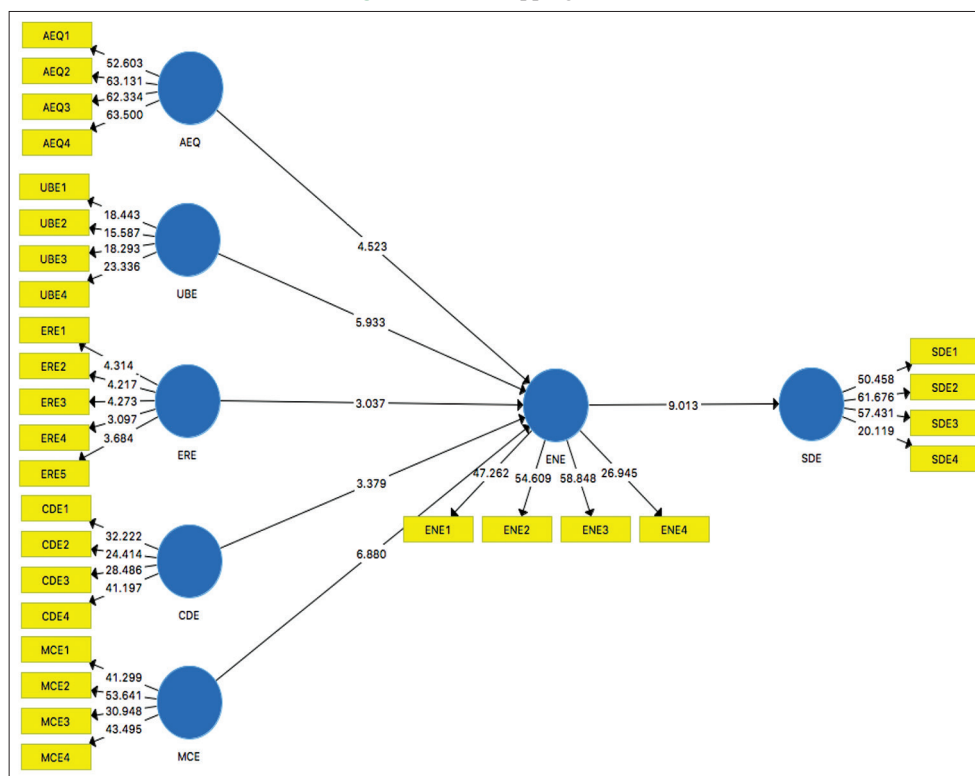 AEQ1
AEQ2
AEQ3
AEQ4
52.603
63.131
62.334
63.500
AEQ
UBE1
UBE2
UBE3
UBE4
18.443
15.587
18.293
23.336
UBE
ERE1
ERE2
ERE3
ERE4
ERE5
4.314
4.217
4.273
3.097
3.684
ERE
CDE1
CDE2
CDE3
CDE4
32.222
24.414
28.486
41.197
CDE
MCE1
MCE2
MCE3
MCE4
41.299
53.641
30.948
43.495
MCE
4.523
5.933
3.037
3.379
6.880
ENE
47.262
54.609
58.848
26.945
ENE1
ENE2
ENE3
ENE4
9.013
SDE
50.458
61.676
57.431
20.119
SDE1
SDE2
SDE3
SDE4